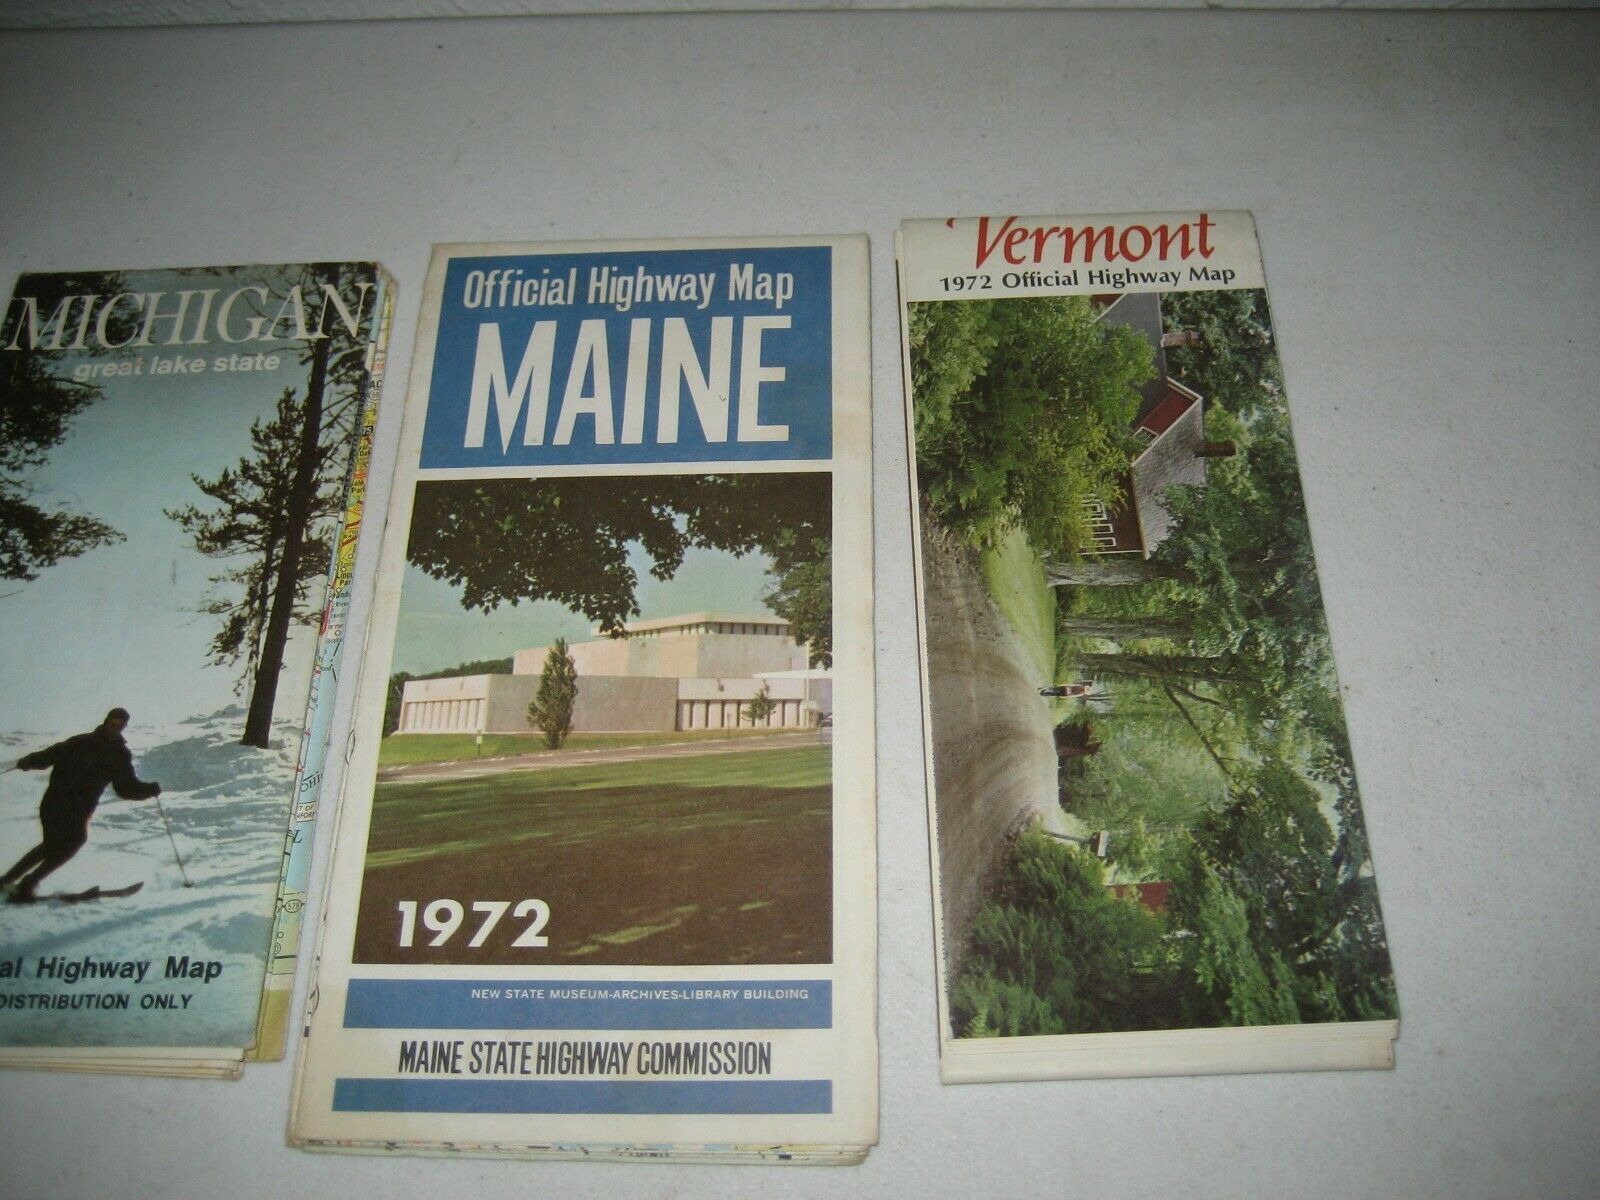 MICHIGAN
great lake state
al Highway Map
DISTRIBUTION ONLY
579
Official Highway Map
MAINE
1972
NEW STATE MUSEUM-ARCHIVES-LIBRARY BUILDING
MAINE STATE HIGHWAY COMMISSION
Vermont
1972 Official Highway Map